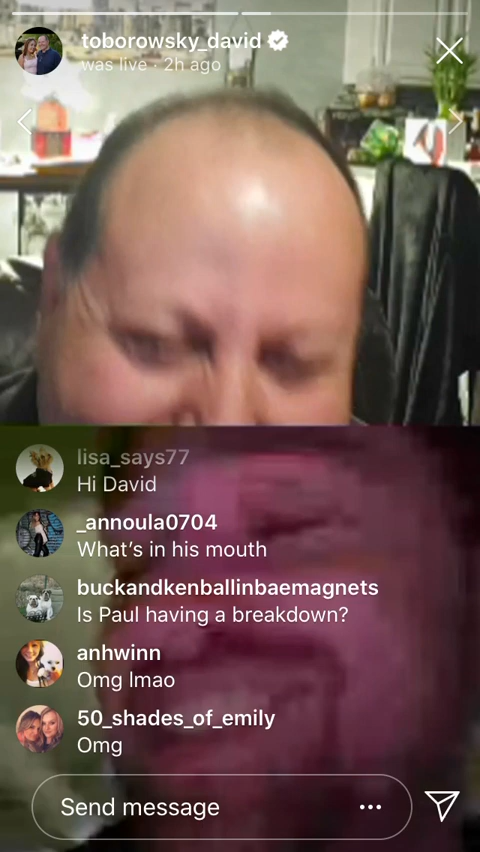 toborowsky_david
was live · 2h ago
lisa_says77
Hi David
_annoula0704
What’s in his mouth
buckandkenballinbaemagnets
Is Paul having a breakdown?
anhwinn
Omg lmao
50_shades_of_emily
Omg
Send message